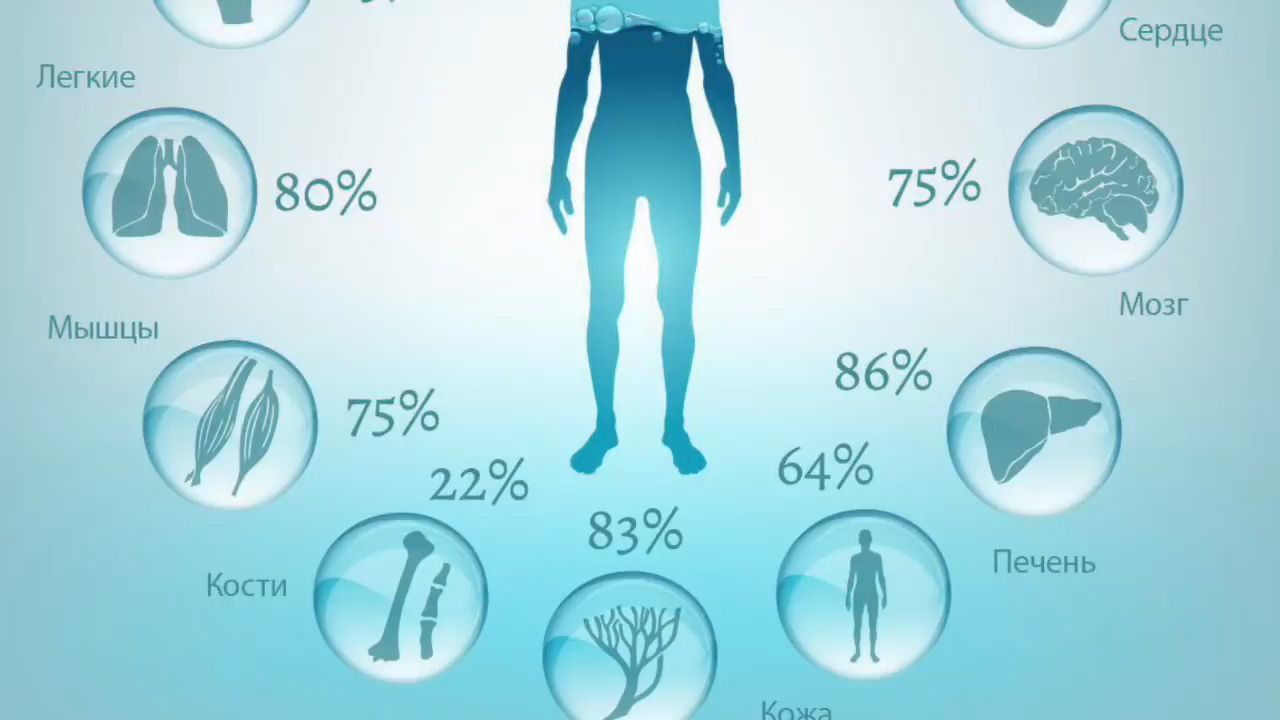 Сердце
Легкие
80%
75%
Мозг
Мышцы
75%
86%
22%
64%
83%
Печень
Кости
Кожа